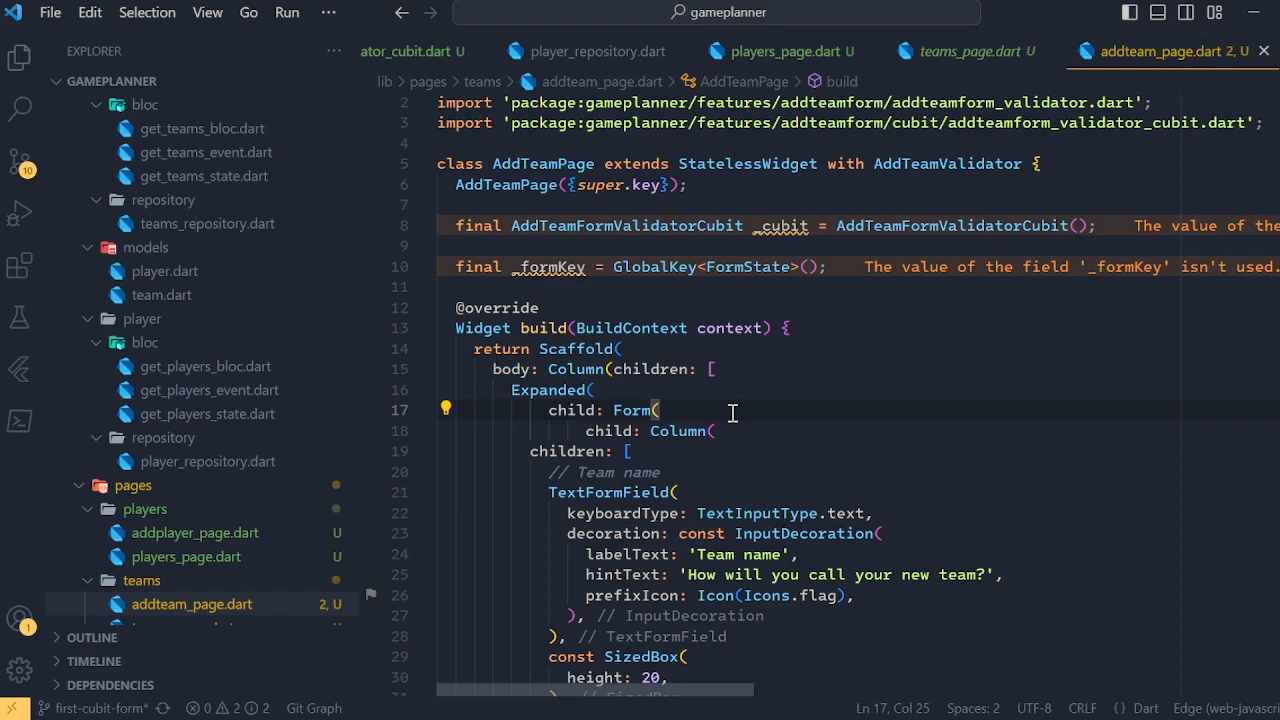 File Edit Selection View Go Run ··· ← → gameplanner
EXPLORER ···
GAMEPLANNER
bloc
get_teams_bloc.dart
get_teams_event.dart
get_teams_state.dart
repository
teams_repository.dart
models
player.dart
team.dart
player
bloc
get_players_bloc.dart
get_players_event.dart
get_players_state.dart
repository
player_repository.dart
pages
players
addplayer_page.dart U
players_page.dart U
teams
addteam_page.dart 2, U
OUTLINE
TIMELINE
DEPENDENCIES
10
1
ator_cubit.dart U player_repository.dart players_page.dart U teams_page.dart U addteam_page.dart 2, U
lib > pages > teams > addteam_page.dart > AddTeamPage > build
2 import 'package:gameplanner/features/addteamform/addteamform_validator.dart';
3 import 'package:gameplanner/features/addteamform/cubit/addteamform_validator_cubit.dart';
4
5 class AddTeamPage extends StatelessWidget with AddTeamValidator {
6 AddTeamPage({super.key});
7
8 final AddTeamFormValidatorCubit _cubit = AddTeamFormValidatorCubit(); The value of the
9
10 final _formKey = GlobalKey<FormState>(); The value of the field '_formKey' isn't used.
11
12 @override
13 Widget build(BuildContext context) {
14 return Scaffold(
15 body: Column(children: [
16 Expanded(
17 child: Form(
18 child: Column(
19 children: [
20 // Team name
21 TextFormField(
22 keyboardType: TextInputType.text,
23 decoration: const InputDecoration(
24 labelText: 'Team name',
25 hintText: 'How will you call your new team?',
26 prefixIcon: Icon(Icons.flag),
27 ), // InputDecoration
28 ), // TextFormField
29 const SizedBox(
30 height: 20,
31 ) // SizedBox
first-cubit-form* 0 2 2 Git Graph Ln 17, Col 25 Spaces: 2 UTF-8 CRLF {} Dart Edge (web-javascri